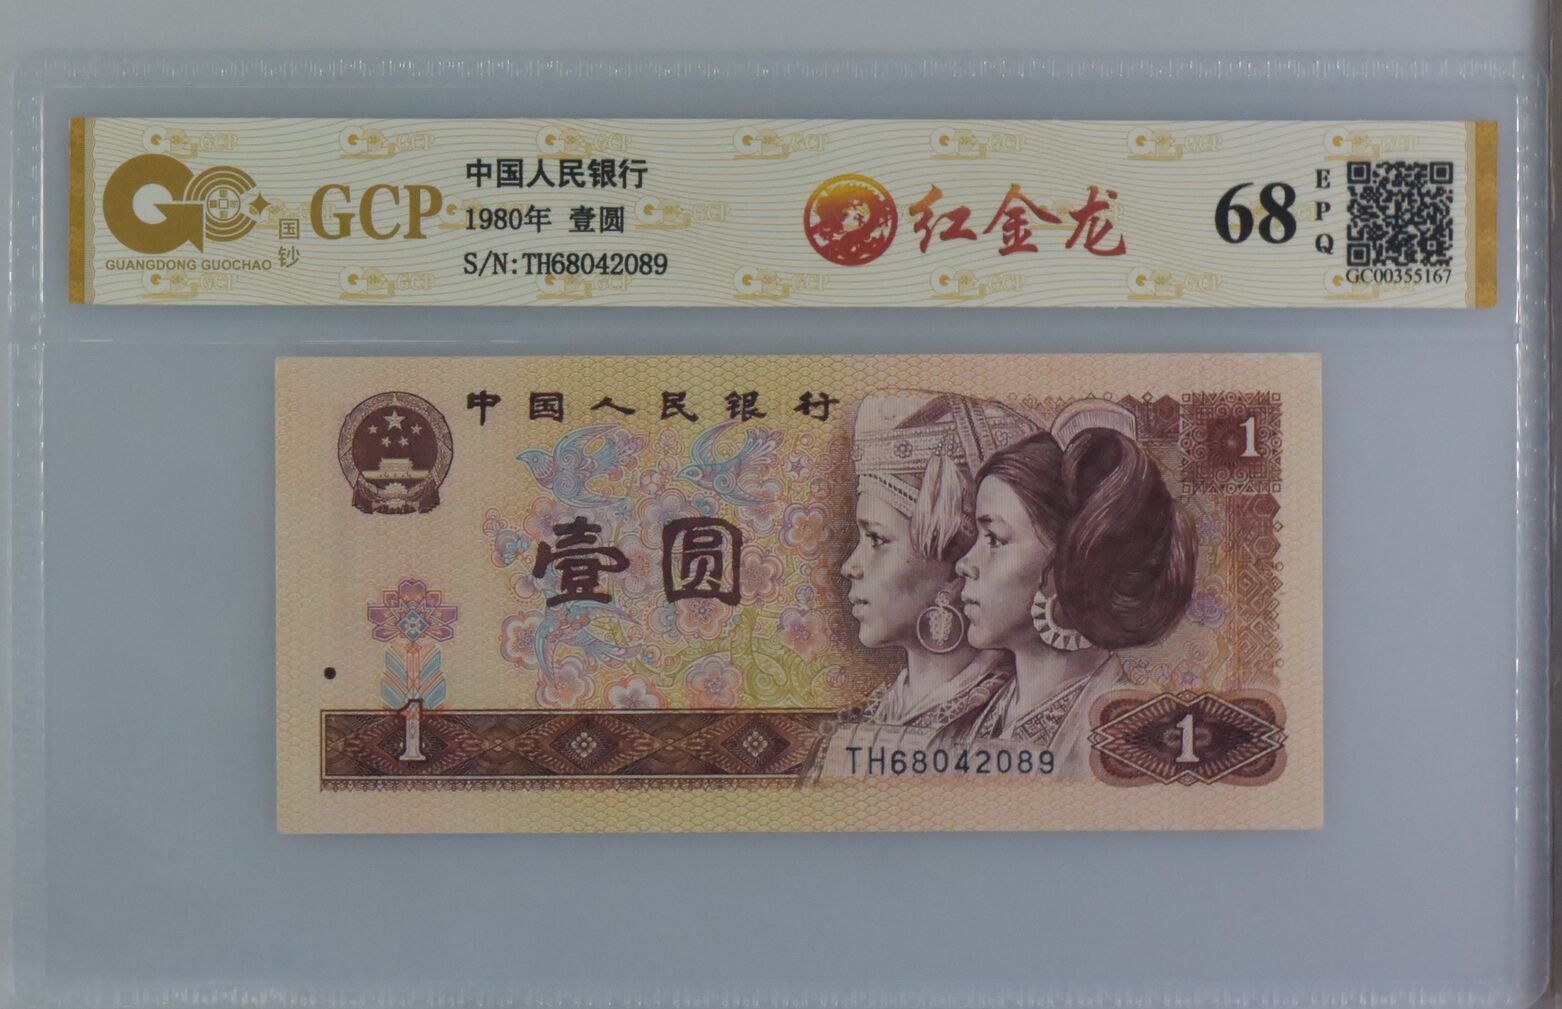 国钞
GUANGDONG GUOCHAO
GCP
中国人民银行
1980年 壹圆
S/N:TH68042089
红金龙
68
EPQ
GC00355167
中国人民银行
1
壹圆
1
1
TH68042089